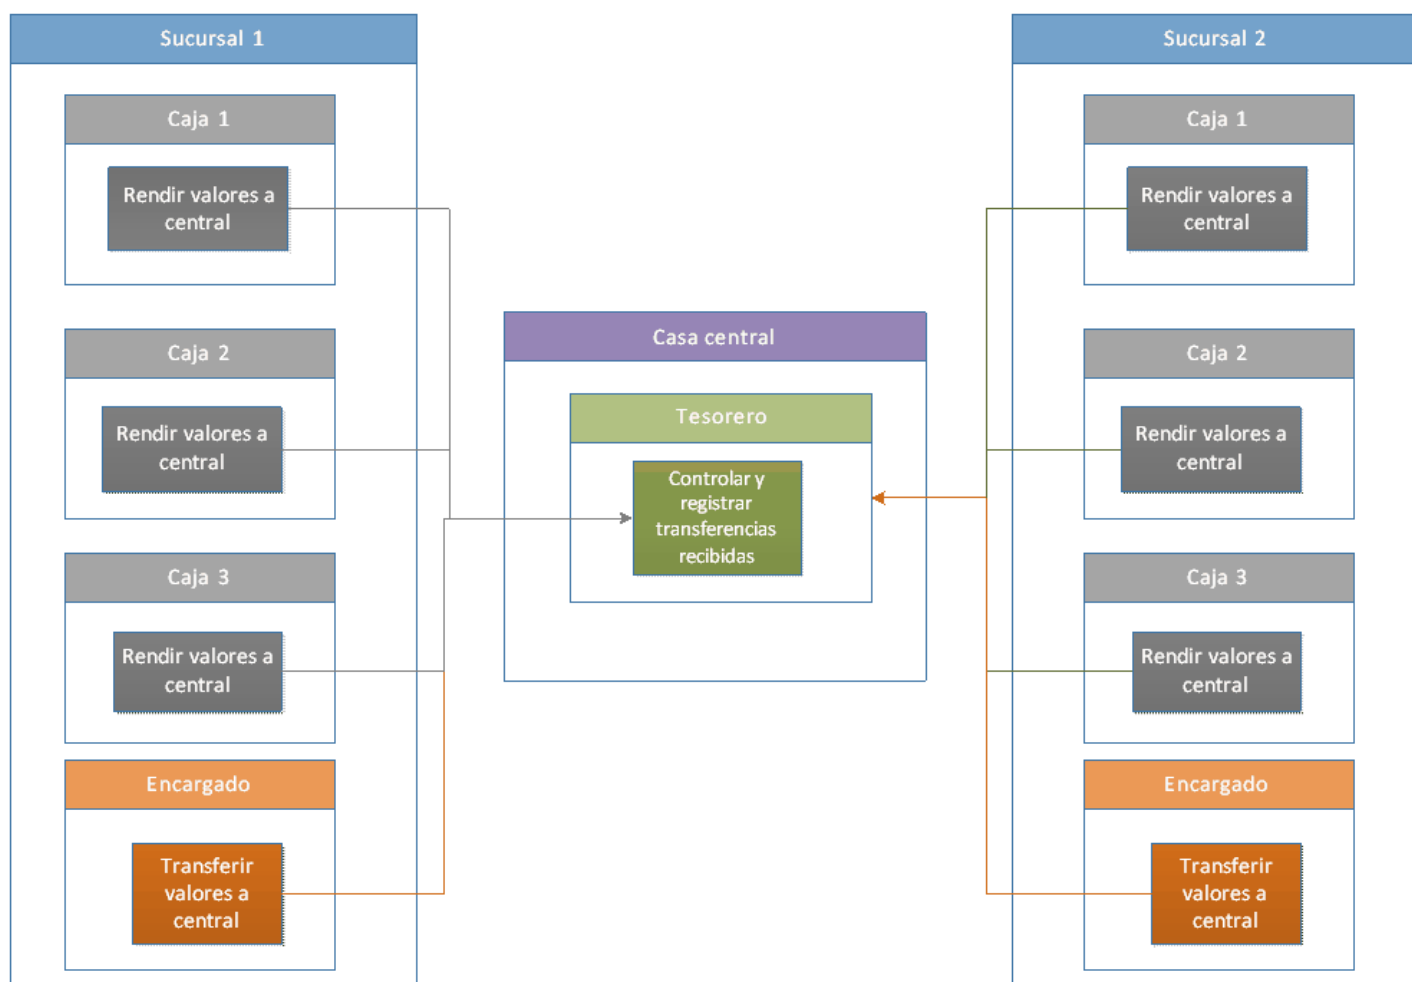 Sucursal 1
Caja 1
Rendir valores a
central
Caja 2
Rendir valores a
central
Caja 3
Rendir valores a
central
Encargado
Transferir
valores a
central
Casa central
Tesorero
Controlar y
registrar
transferencias
recibidas
Sucursal 2
Caja 1
Rendir valores a
central
Caja 2
Rendir valores a
central
Caja 3
Rendir valores a
central
Encargado
Transferir
valores a
central